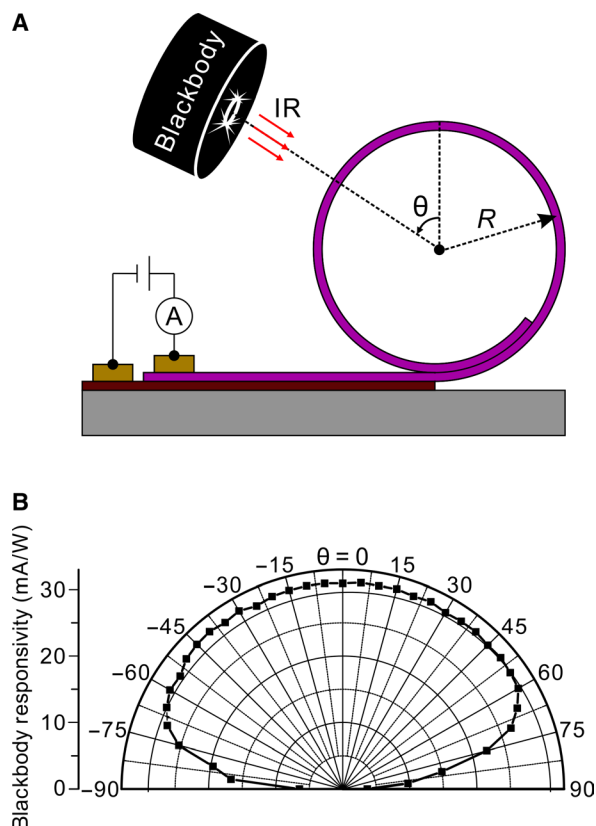 A
Blackbody
IR
θ
R
A
B
Blackbody responsivity (mA/W)
30
20
10
0
−90
−75
−60
−45
−30
−15
θ = 0
15
30
45
60
75
90